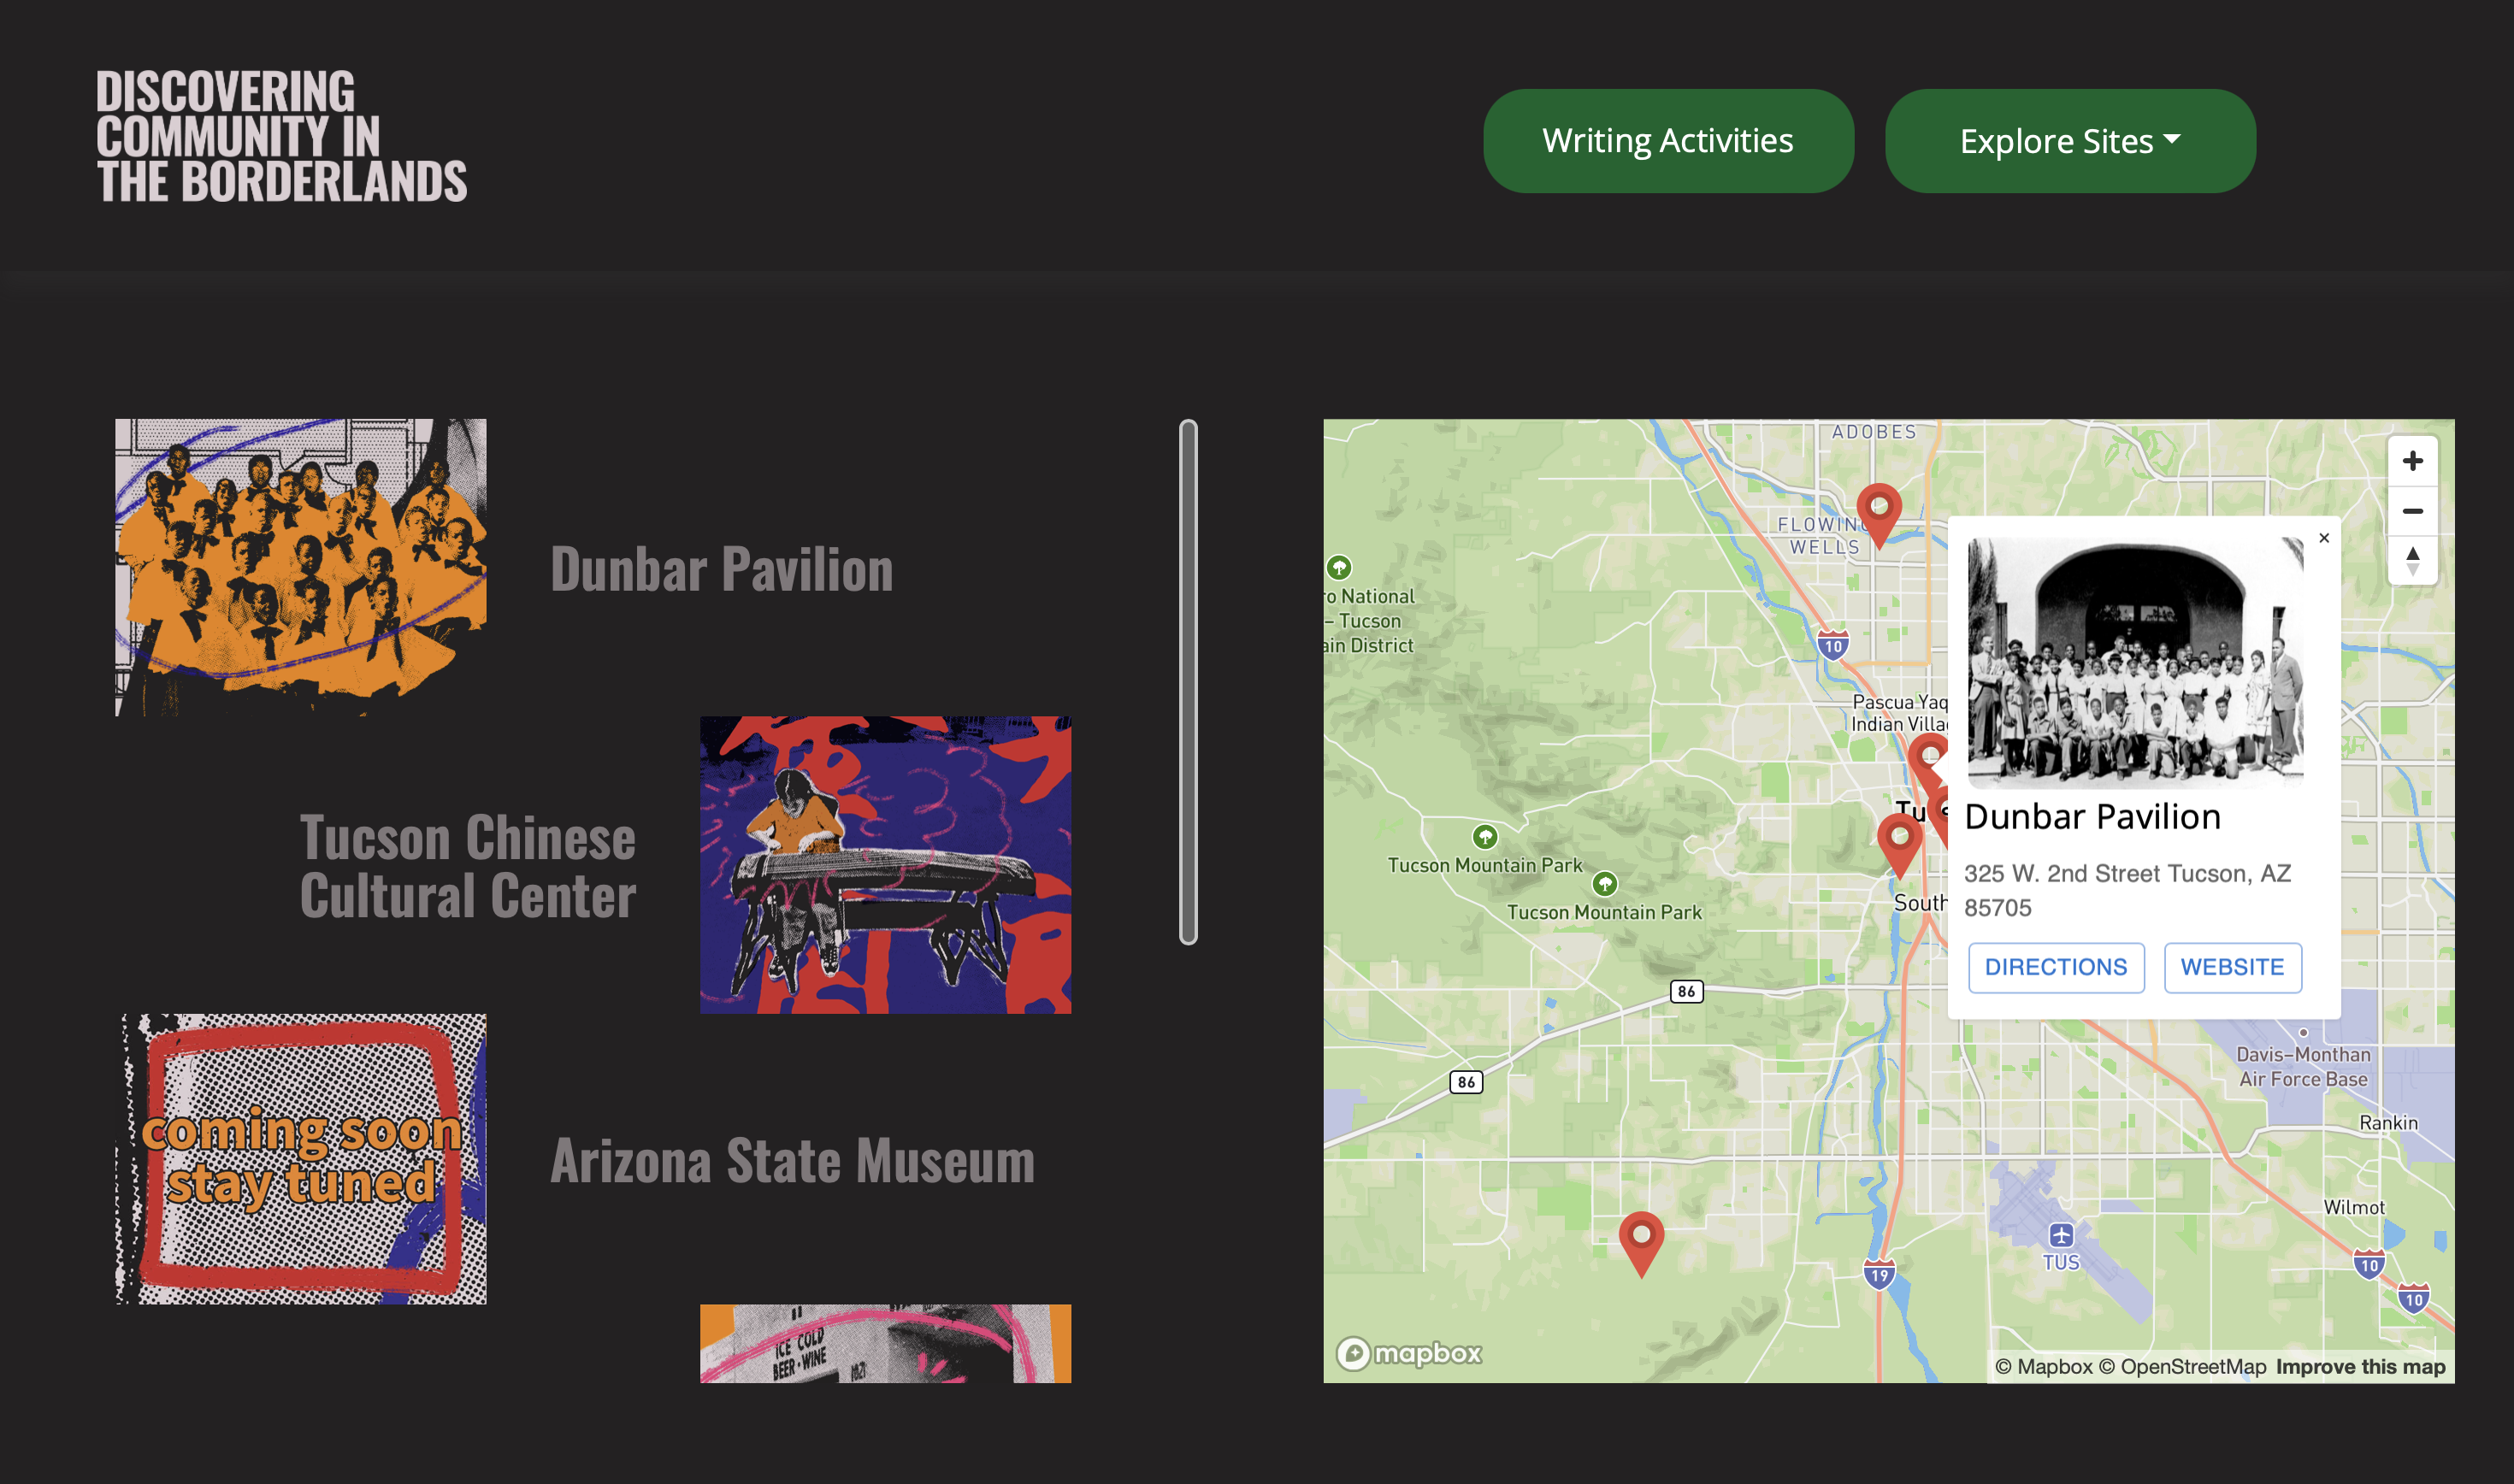 DISCOVERING
COMMUNITY IN
THE BORDERLANDS
Writing Activities
Explore Sites
Dunbar Pavilion
Tucson Chinese
Cultural Center
coming soon
stay tuned
Arizona State Museum
ICE COLD
BEER · WINE
ADOBES
FLOWING
WELLS
ro National
– Tucson
ain District
10
Pascua Yaq
Indian Villa
Tu
Tucson Mountain Park
Tucson Mountain Park
South
86
86
×
Dunbar Pavilion
325 W. 2nd Street Tucson, AZ
85705
DIRECTIONS
WEBSITE
Davis–Monthan
Air Force Base
Rankin
Wilmot
TUS
19
10
10
mapbox
© Mapbox © OpenStreetMap Improve this map